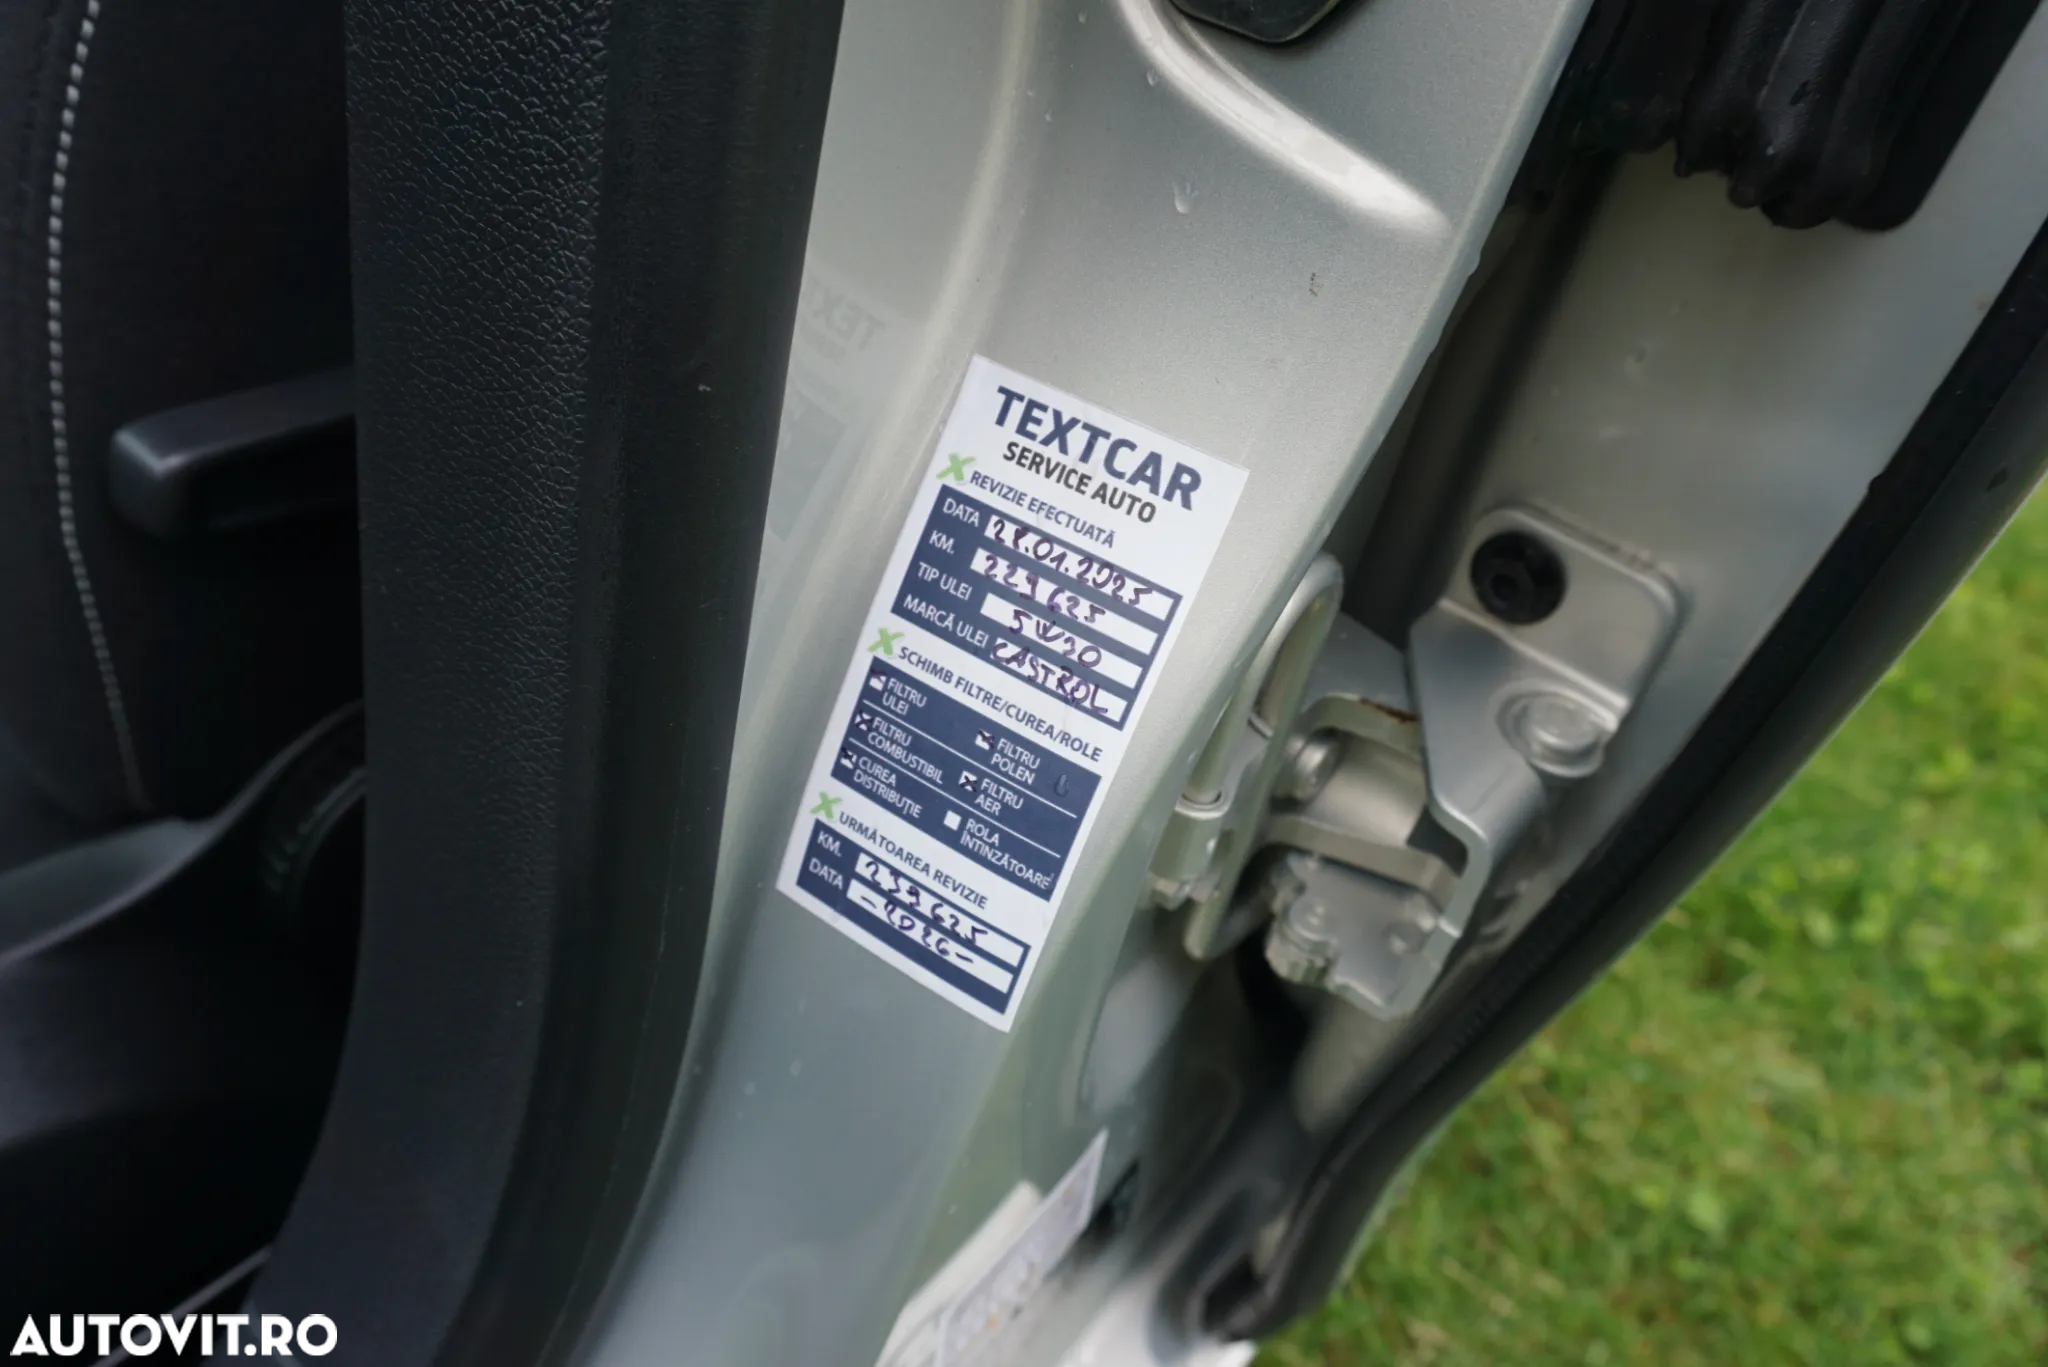 TEXTCAR
SERVICE AUTO
REVIZIE EFECTUATĂ
DATA 28.01.2025
KM. 229625
TIP ULEI 5W30
MARCĂ ULEI CASTROL
SCHIMB FILTRE/CUREA/ROLE
FILTRU ULEI
FILTRU POLEN
FILTRU COMBUSTIBIL
FILTRU AER
CUREA DISTRIBUȚIE
ROLA ÎNTINZĂTOARE
URMĂTOAREA REVIZIE
KM. 239625
DATA -2026-
AUTOVIT.RO